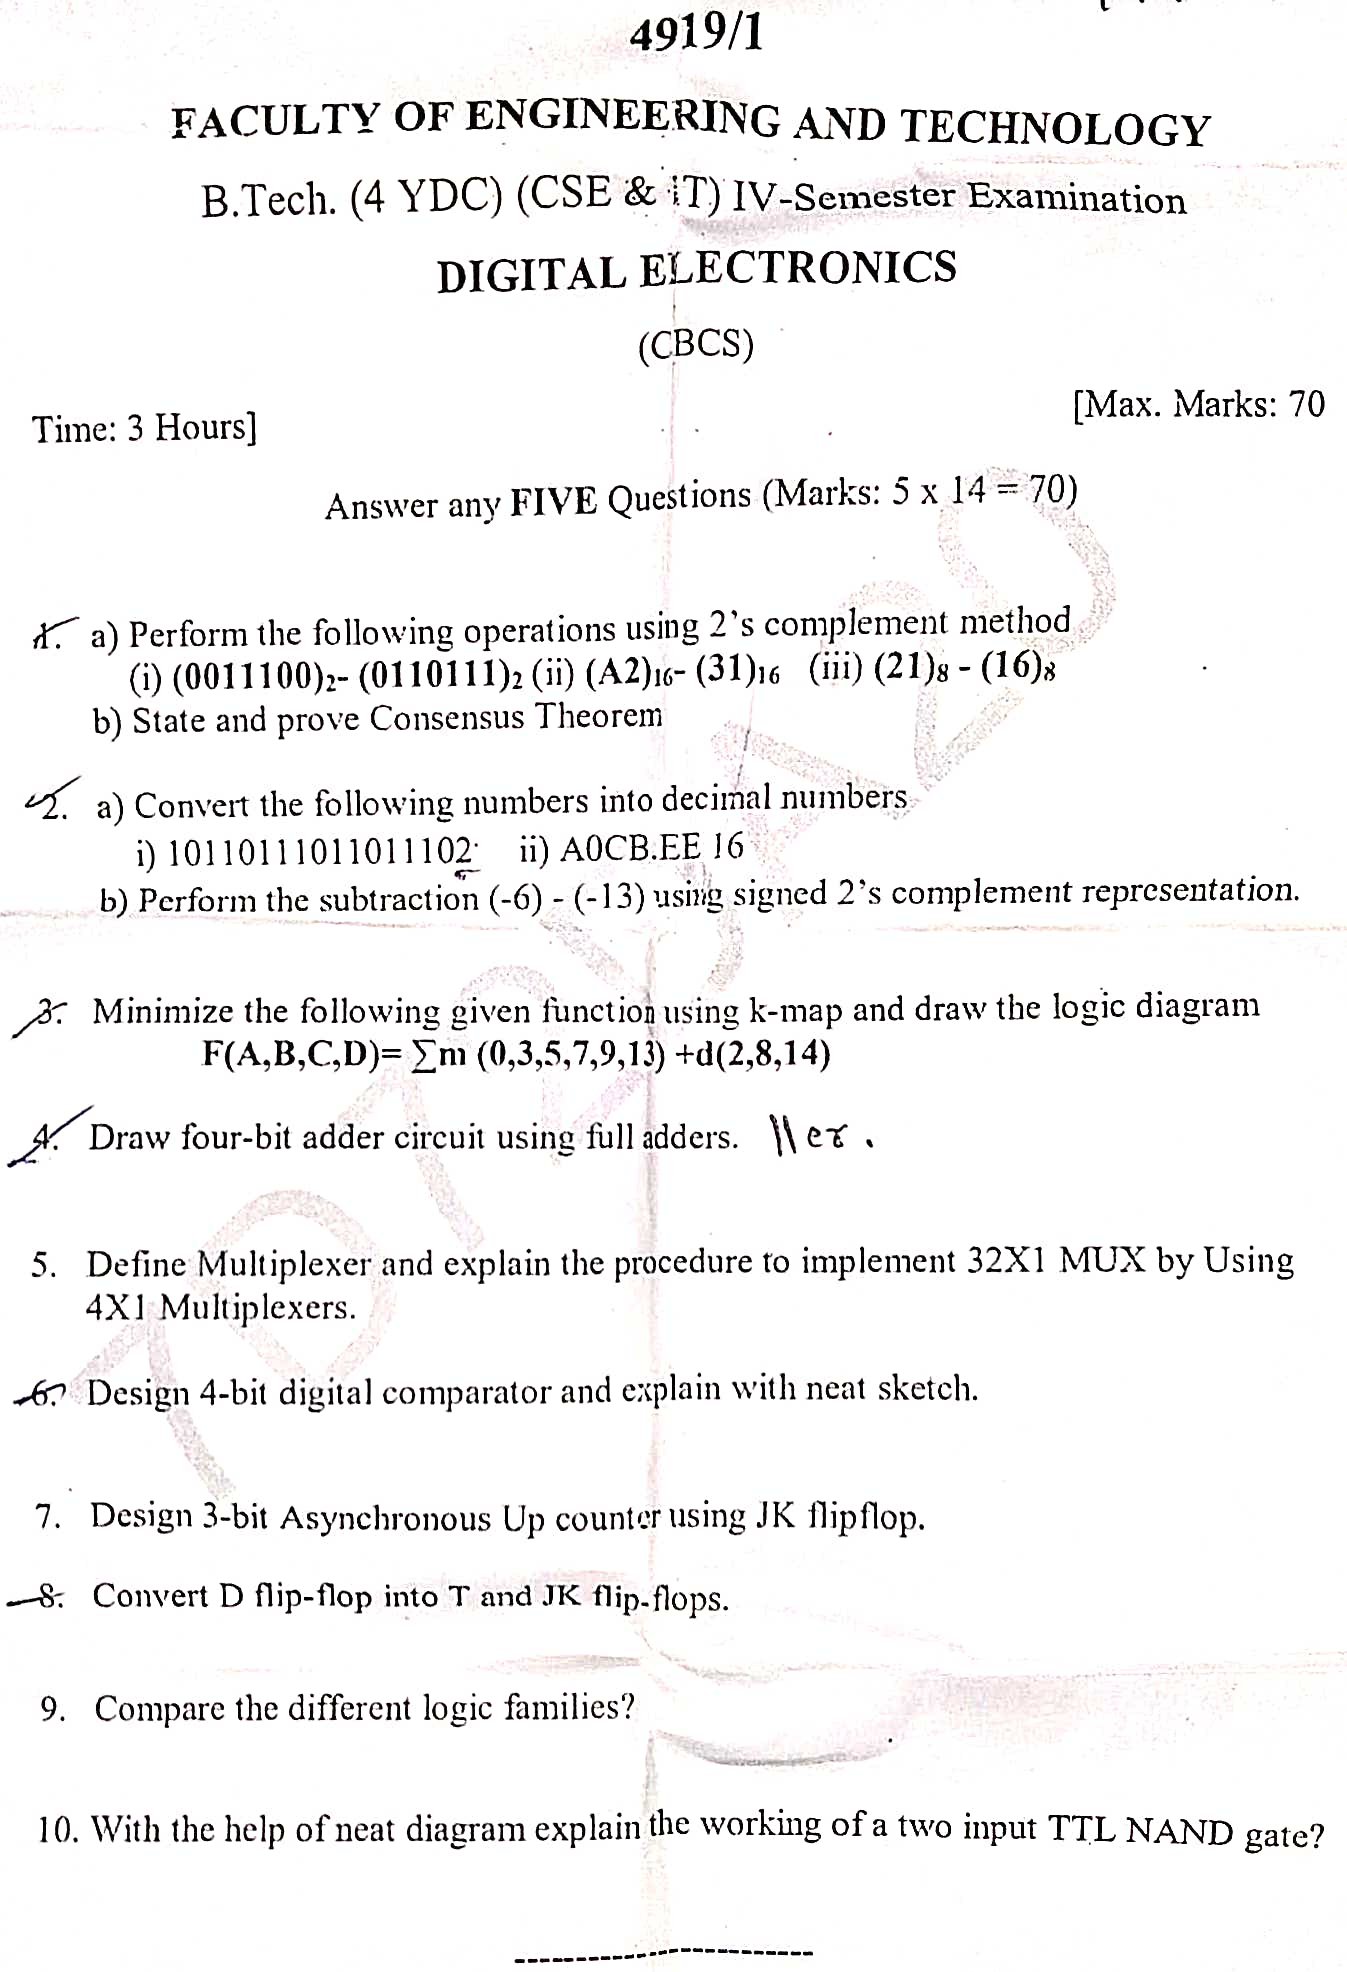 4919/1
FACULTY OF ENGINEERING AND TECHNOLOGY
B.Tech. (4 YDC) (CSE & IT) IV-Semester Examination
DIGITAL ELECTRONICS
(CBCS)
[Max. Marks: 70
Time: 3 Hours]
Answer any FIVE Questions (Marks: 5 x 14 = 70)
1. a) Perform the following operations using 2's complement method
(i) (0011100)₂- (0110111)₂ (ii) (A2)₁₆- (31)₁₆ (iii) (21)₈ - (16)₈
b) State and prove Consensus Theorem
2. a) Convert the following numbers into decimal numbers
i) 10110111011011102 ii) A0CB.EE 16
b) Perform the subtraction (-6) - (-13) using signed 2's complement representation.
3. Minimize the following given function using k-map and draw the logic diagram
F(A,B,C,D)= ∑m (0,3,5,7,9,13) +d(2,8,14)
4. Draw four-bit adder circuit using full adders. \\er.
5. Define Multiplexer and explain the procedure to implement 32X1 MUX by Using
4X1 Multiplexers.
6. Design 4-bit digital comparator and explain with neat sketch.
7. Design 3-bit Asynchronous Up counter using JK flipflop.
8. Convert D flip-flop into T and JK flip-flops.
9. Compare the different logic families?
10. With the help of neat diagram explain the working of a two input TTL NAND gate?